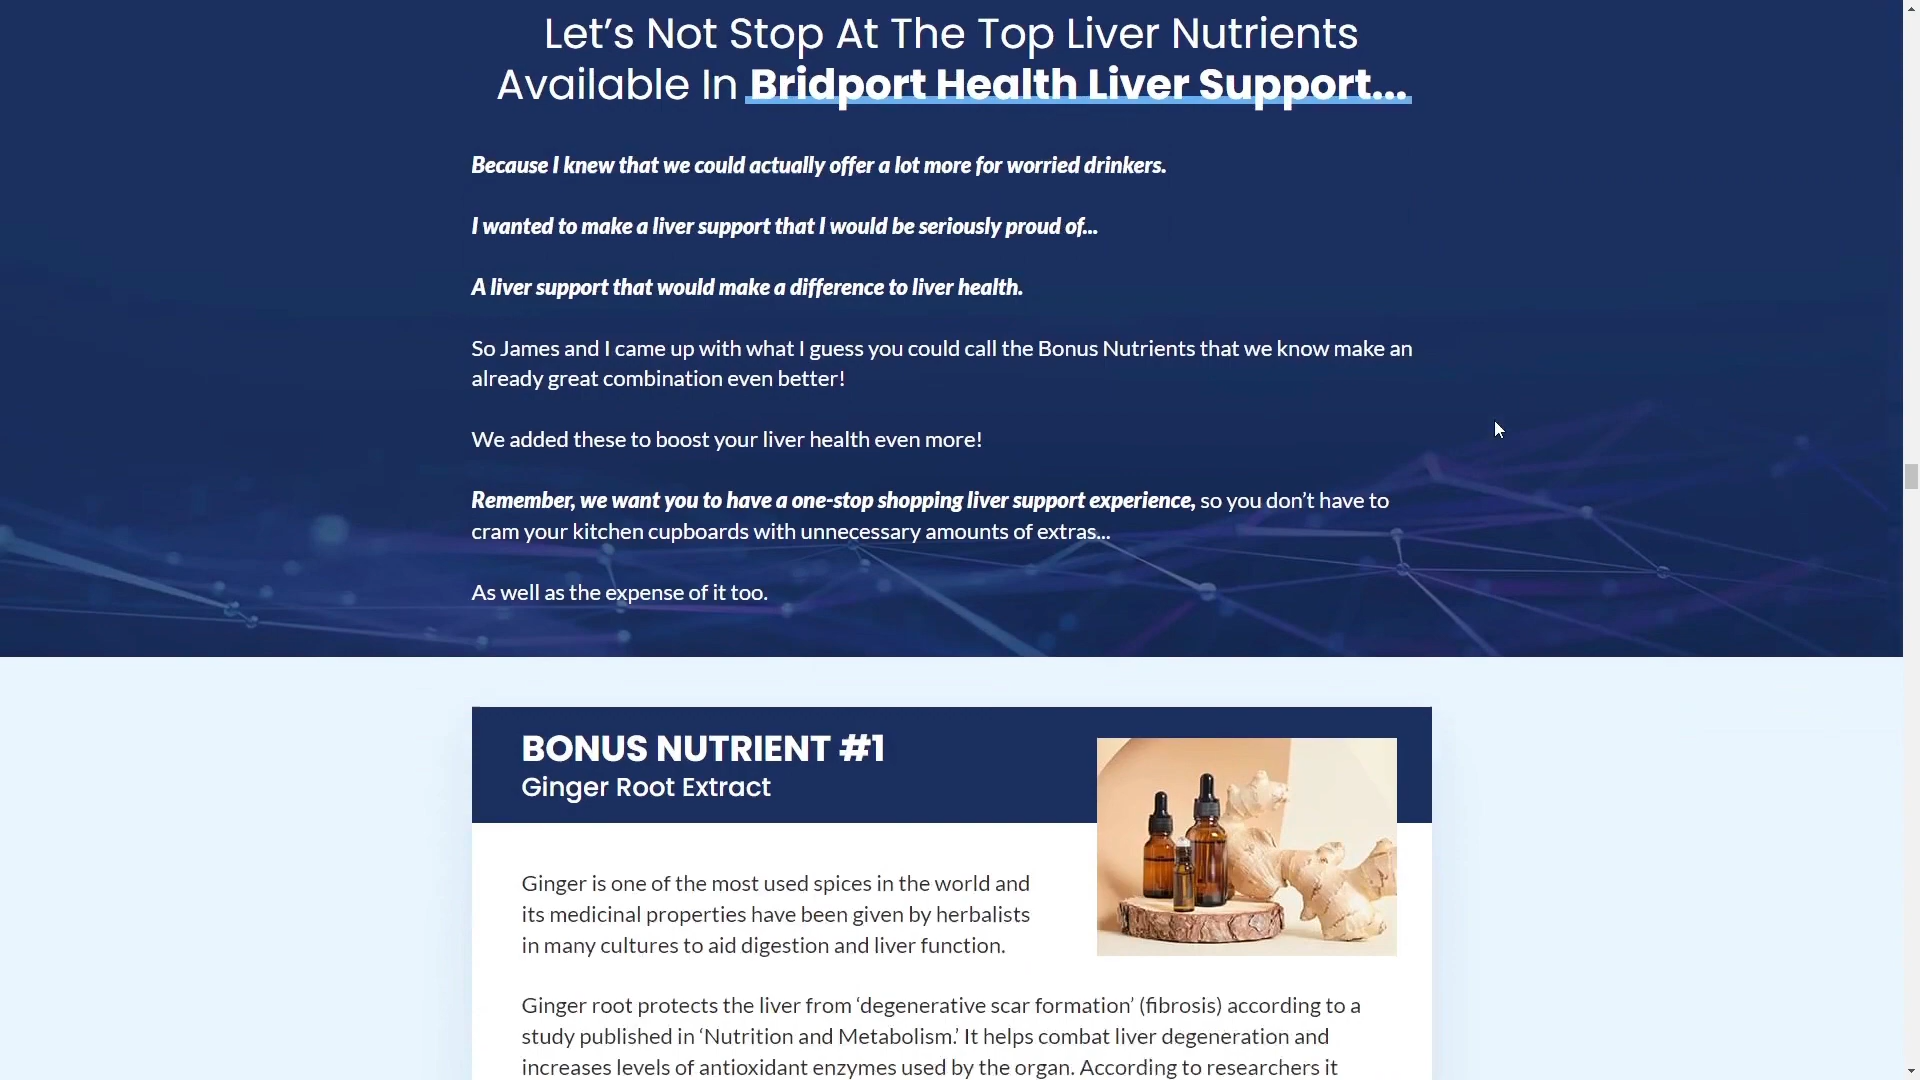 Let’s Not Stop At The Top Liver Nutrients
Available In Bridport Health Liver Support...
Because I knew that we could actually offer a lot more for worried drinkers.
I wanted to make a liver support that I would be seriously proud of...
A liver support that would make a difference to liver health.
So James and I came up with what I guess you could call the Bonus Nutrients that we know make an
already great combination even better!
We added these to boost your liver health even more!
Remember, we want you to have a one-stop shopping liver support experience, so you don’t have to
cram your kitchen cupboards with unnecessary amounts of extras...
As well as the expense of it too.
BONUS NUTRIENT #1
Ginger Root Extract
Ginger is one of the most used spices in the world and
its medicinal properties have been given by herbalists
in many cultures to aid digestion and liver function.
Ginger root protects the liver from ‘degenerative scar formation’ (fibrosis) according to a
study published in ‘Nutrition and Metabolism.’ It helps combat liver degeneration and
increases levels of antioxidant enzymes used by the organ. According to researchers it